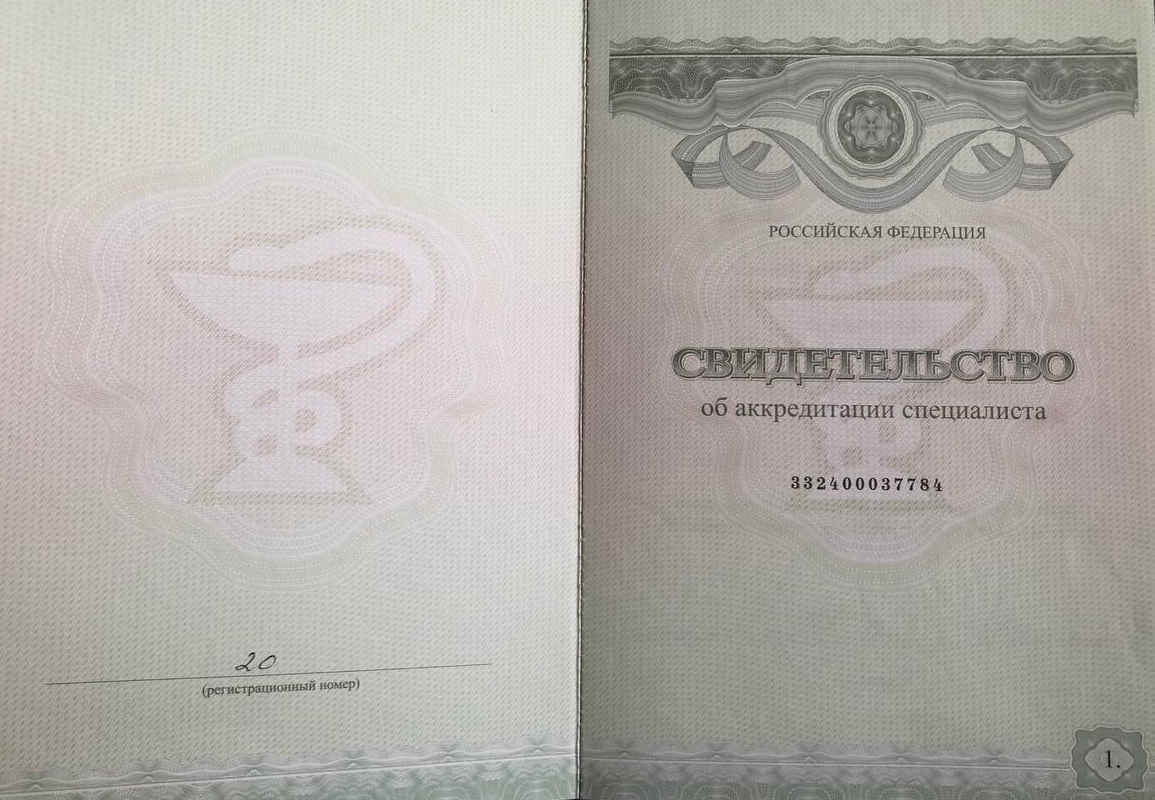 20
(регистрационный номер)
РОССИЙСКАЯ ФЕДЕРАЦИЯ
СВИДЕТЕЛЬСТВО
об аккредитации специалиста
332400037784
1.